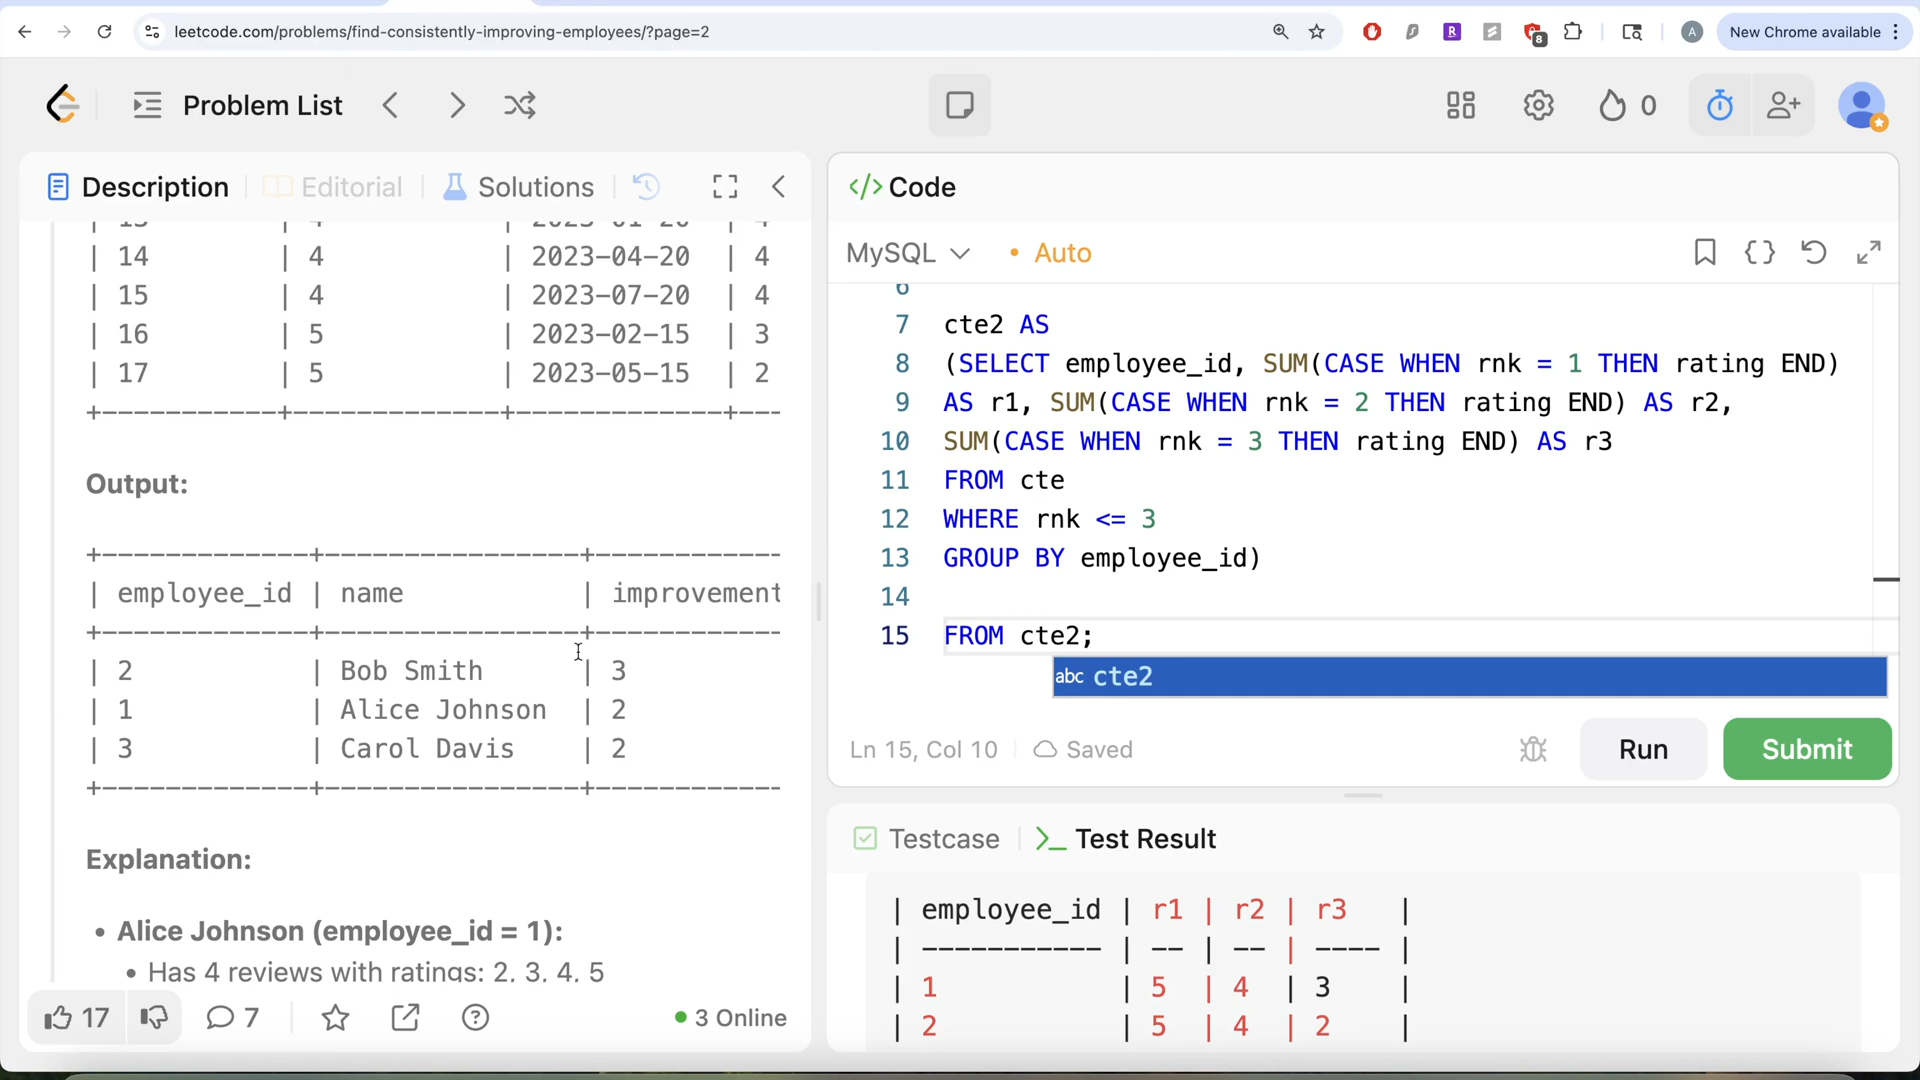 leetcode.com/problems/find-consistently-improving-employees/?page=2
8
A
New Chrome available
Problem List
0
Description
Editorial
Solutions
| 14 | 4 | 2023-04-20 | 4
| 15 | 4 | 2023-07-20 | 4
| 16 | 5 | 2023-02-15 | 3
| 17 | 5 | 2023-05-15 | 2
Output:
| employee_id | name | improvement
| 2 | Bob Smith | 3
| 1 | Alice Johnson | 2
| 3 | Carol Davis | 2
Explanation:
• Alice Johnson (employee_id = 1):
• Has 4 reviews with ratings: 2, 3, 4, 5
17
7
3 Online
</> Code
MySQL
• Auto
6
7 cte2 AS
8 (SELECT employee_id, SUM(CASE WHEN rnk = 1 THEN rating END)
9 AS r1, SUM(CASE WHEN rnk = 2 THEN rating END) AS r2,
10 SUM(CASE WHEN rnk = 3 THEN rating END) AS r3
11 FROM cte
12 WHERE rnk <= 3
13 GROUP BY employee_id)
14
15 FROM cte2;
abc cte2
Ln 15, Col 10
Saved
Run
Submit
Testcase
Test Result
| employee_id | r1 | r2 | r3 |
| ----------- | -- | -- | ---- |
| 1 | 5 | 4 | 3 |
| 2 | 5 | 4 | 2 |